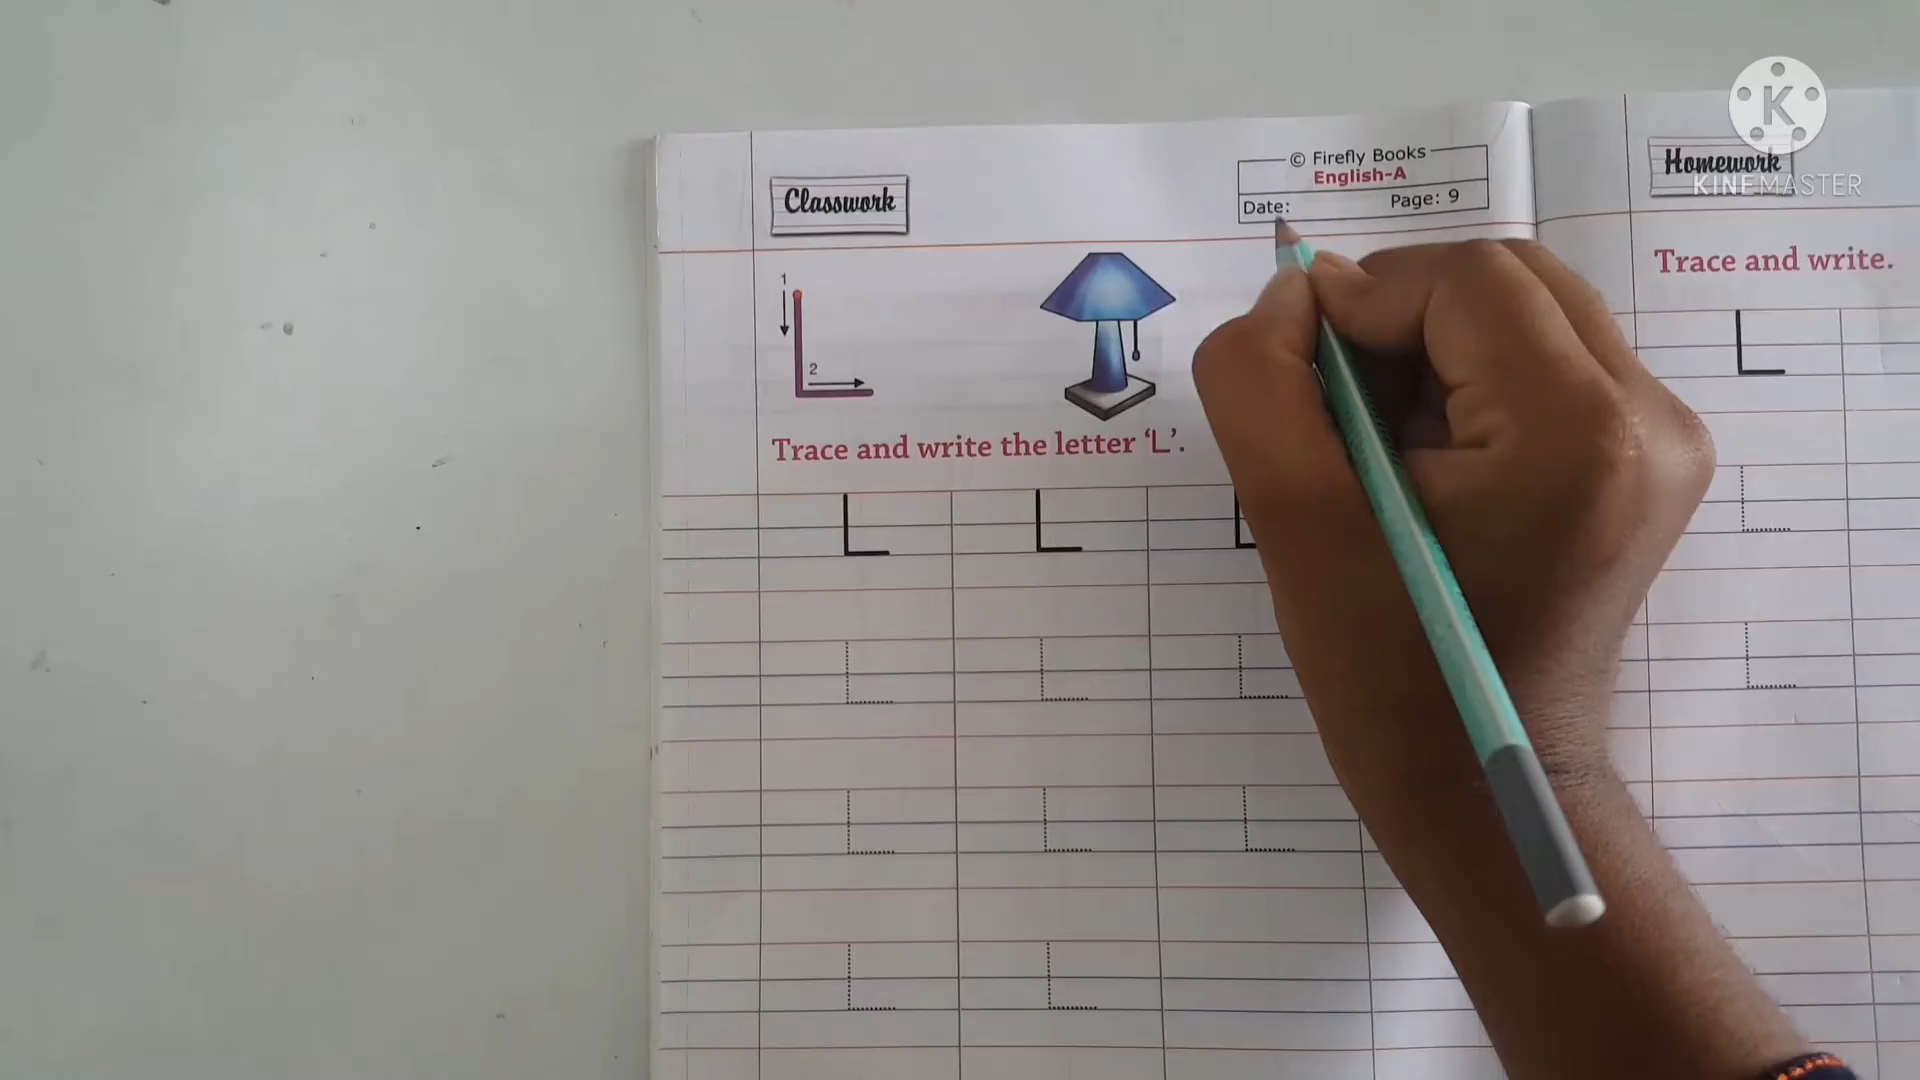 © Firefly Books
English-A
Date: Page: 9
Classwork
1
2
Trace and write the letter ‘L’.
L L
L L L
L L L
L L
Homework
Trace and write.
L
L
L
K
KINEMASTER